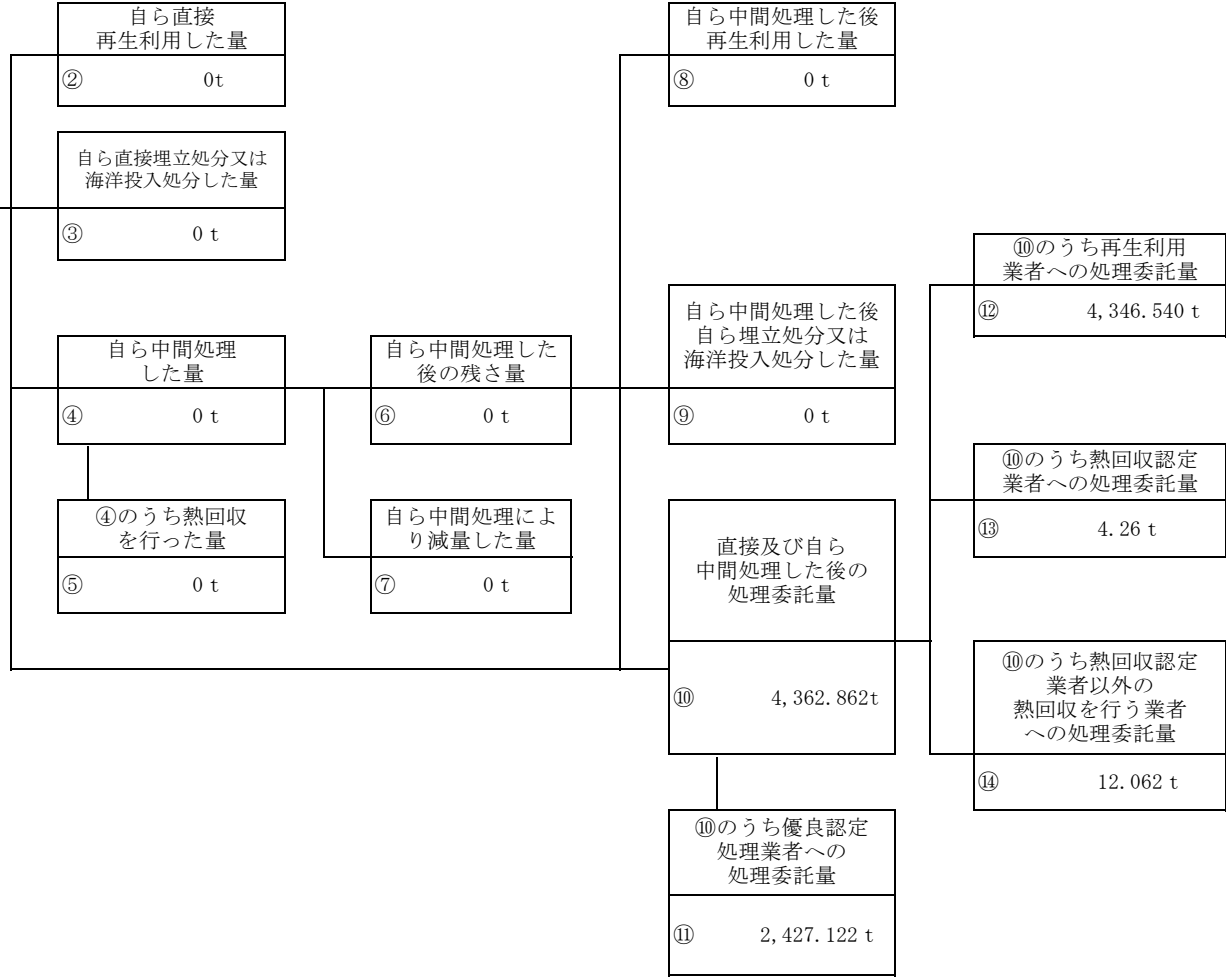 自ら直接
再生利用した量
② 0t
自ら直接埋立処分又は
海洋投入処分した量
③ 0 t
自ら中間処理
した量
④ 0 t
④のうち熱回収
を行った量
⑤ 0 t
自ら中間処理した
後の残さ量
⑥ 0 t
自ら中間処理によ
り減量した量
⑦ 0 t
自ら中間処理した後
再生利用した量
⑧ 0 t
自ら中間処理した後
自ら埋立処分又は
海洋投入処分した量
⑨ 0 t
直接及び自ら
中間処理した後の
処理委託量
⑩ 4,362.862t
⑩のうち優良認定
処理業者への
処理委託量
⑪ 2,427.122 t
⑩のうち再生利用
業者への処理委託量
⑫ 4,346.540 t
⑩のうち熱回収認定
業者への処理委託量
⑬ 4.26 t
⑩のうち熱回収認定
業者以外の
熱回収を行う業者
への処理委託量
⑭ 12.062 t